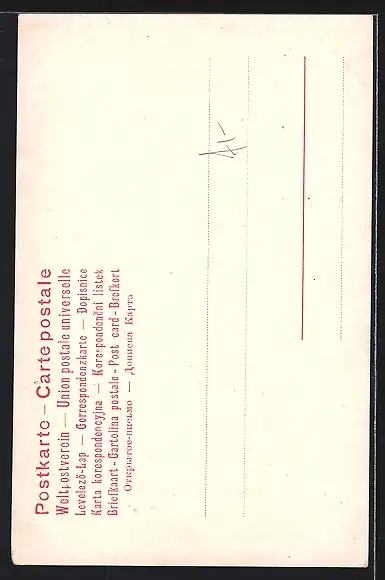 Postkarte — Carte postale
Weltpostverein — Union postale universelle
Levelező-Lap — Correspondenzkarte — Dopisnice
Karta korespondencyjna — Korespondenční listek
Briefkaart - Cartolina postale - Post card - Brefkort
Открытое-письмо — Дописна Карта